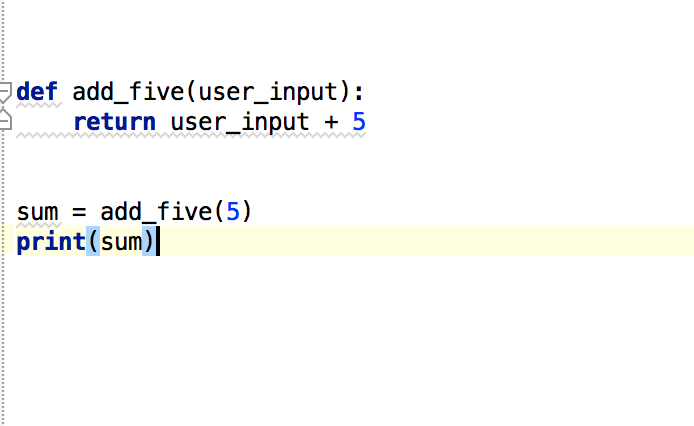 def add_five(user_input):
    return user_input + 5
sum = add_five(5)
print(sum)